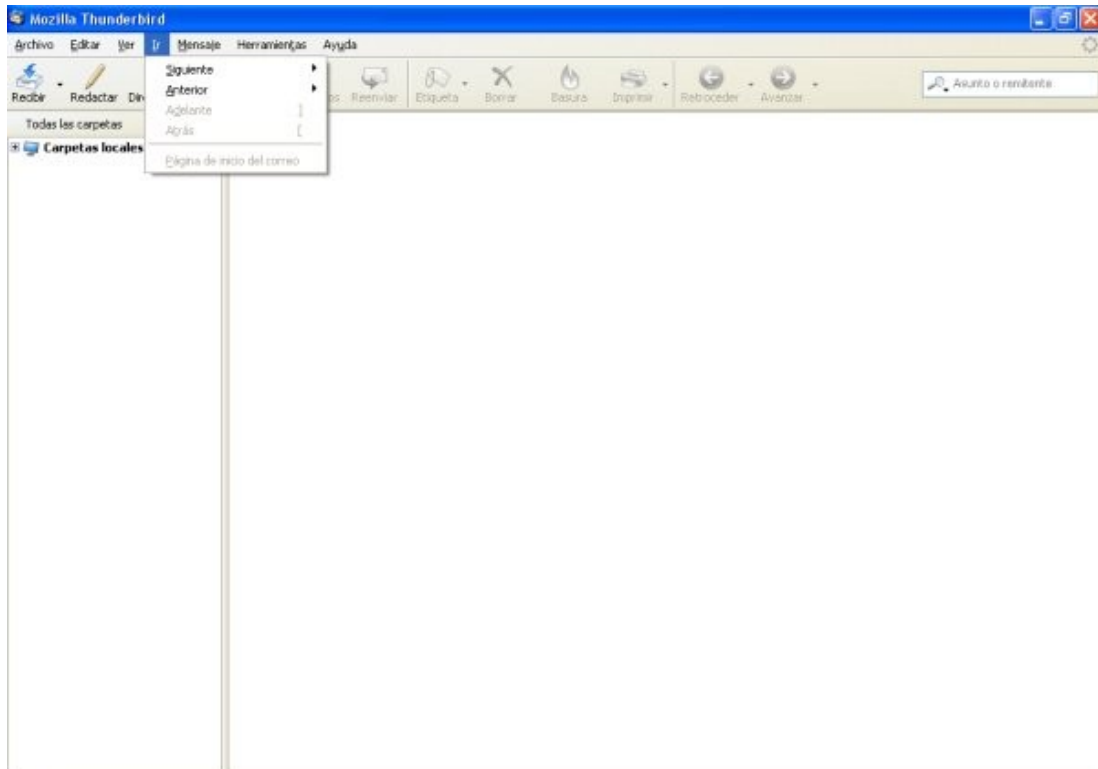 Mozilla Thunderbird
Archivo Editar Ver Ir Mensaje Herramientas Ayuda
Recibir Redactar Reenviar Etiqueta Borrar Basura Imprimir Retroceder Avanzar Asunto o remitente
Siguiente
Anterior
Adelante ]
Atrás [
Página de inicio del correo
Todas las carpetas
Carpetas locales